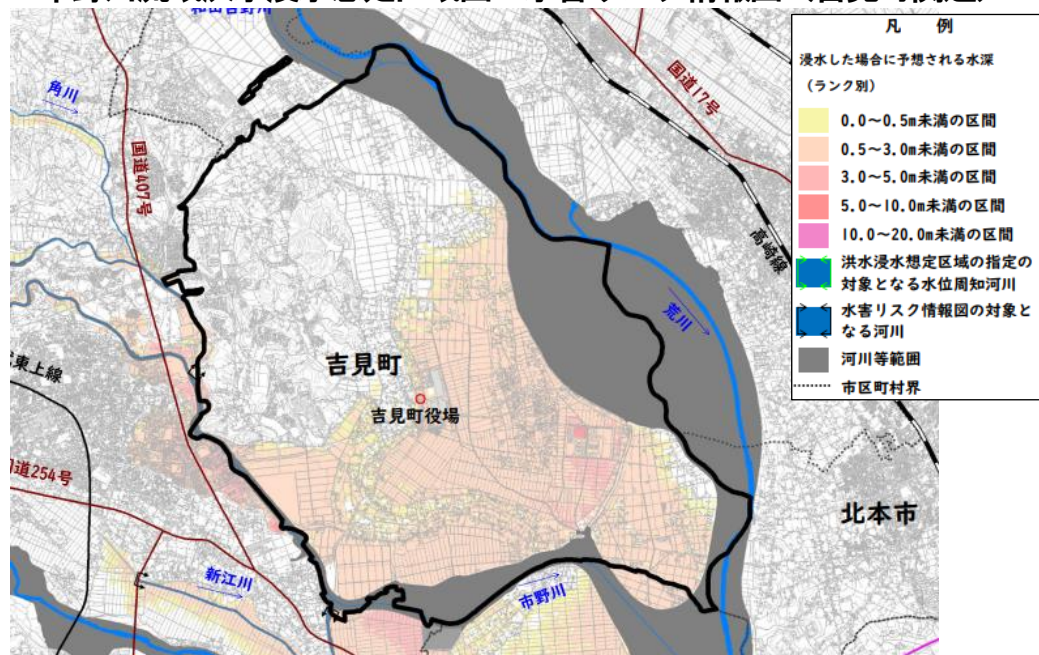 和田吉野川
凡 例
浸水した場合に予想される水深
(ランク別)
0.0~0.5m未満の区間
0.5~3.0m未満の区間
3.0~5.0m未満の区間
5.0~10.0m未満の区間
10.0~20.0m未満の区間
洪水浸水想定区域の指定の
対象となる水位周知河川
水害リスク情報図の対象と
なる河川
河川等範囲
市区町村界
国道17号
角川
国道407号
高崎線
荒川
吉見町
吉見町役場
東上線
道254号
北本市
新江川
市野川